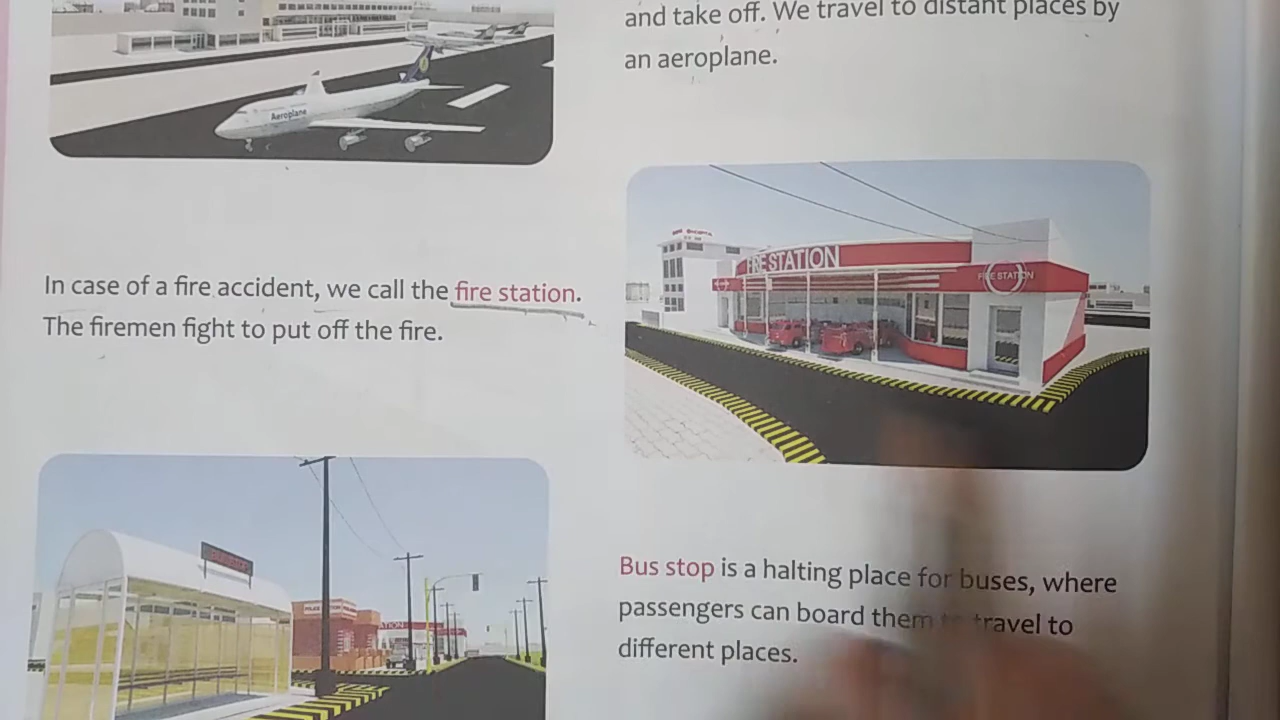 and take off. We travel to distant places by
an aeroplane.
Aeroplane
FIRE STATION
FIRE STATION
In case of a fire accident, we call the fire station.
The firemen fight to put off the fire.
Bus stop is a halting place for buses, where
passengers can board them to travel to
different places.